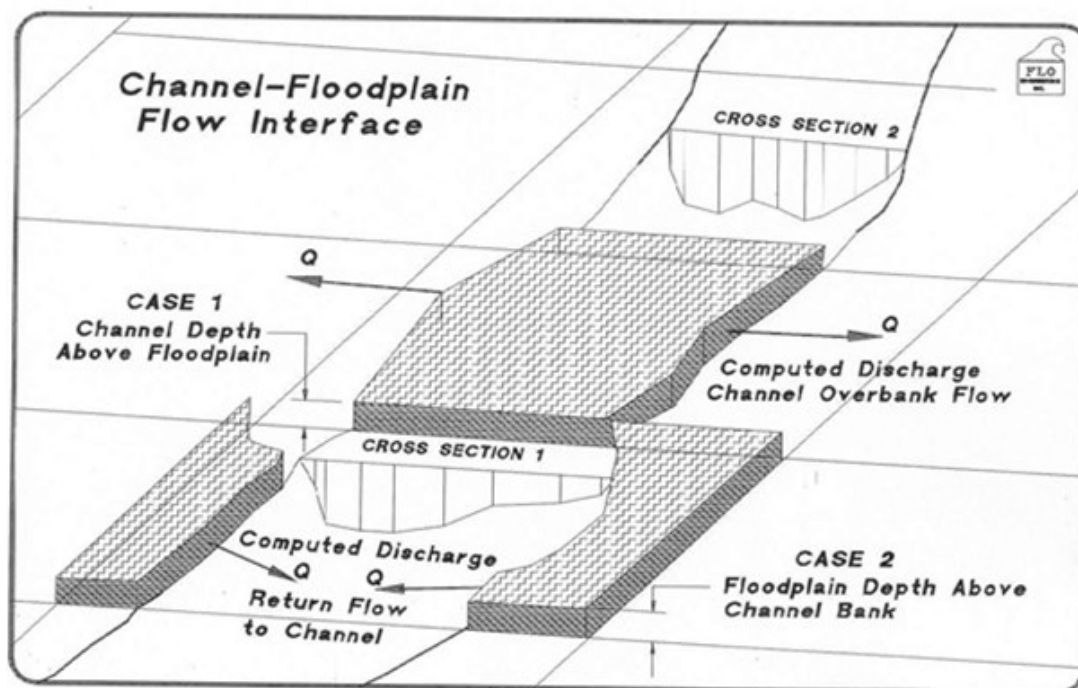 Channel-Floodplain
Flow Interface
FLO
INC.
CROSS SECTION 2
Q
CASE 1
Channel Depth
Above Floodplain
Q
Computed Discharge
Channel Overbank Flow
CROSS SECTION 1
Computed Discharge
Q
Q
Return Flow
to Channel
CASE 2
Floodplain Depth Above
Channel Bank